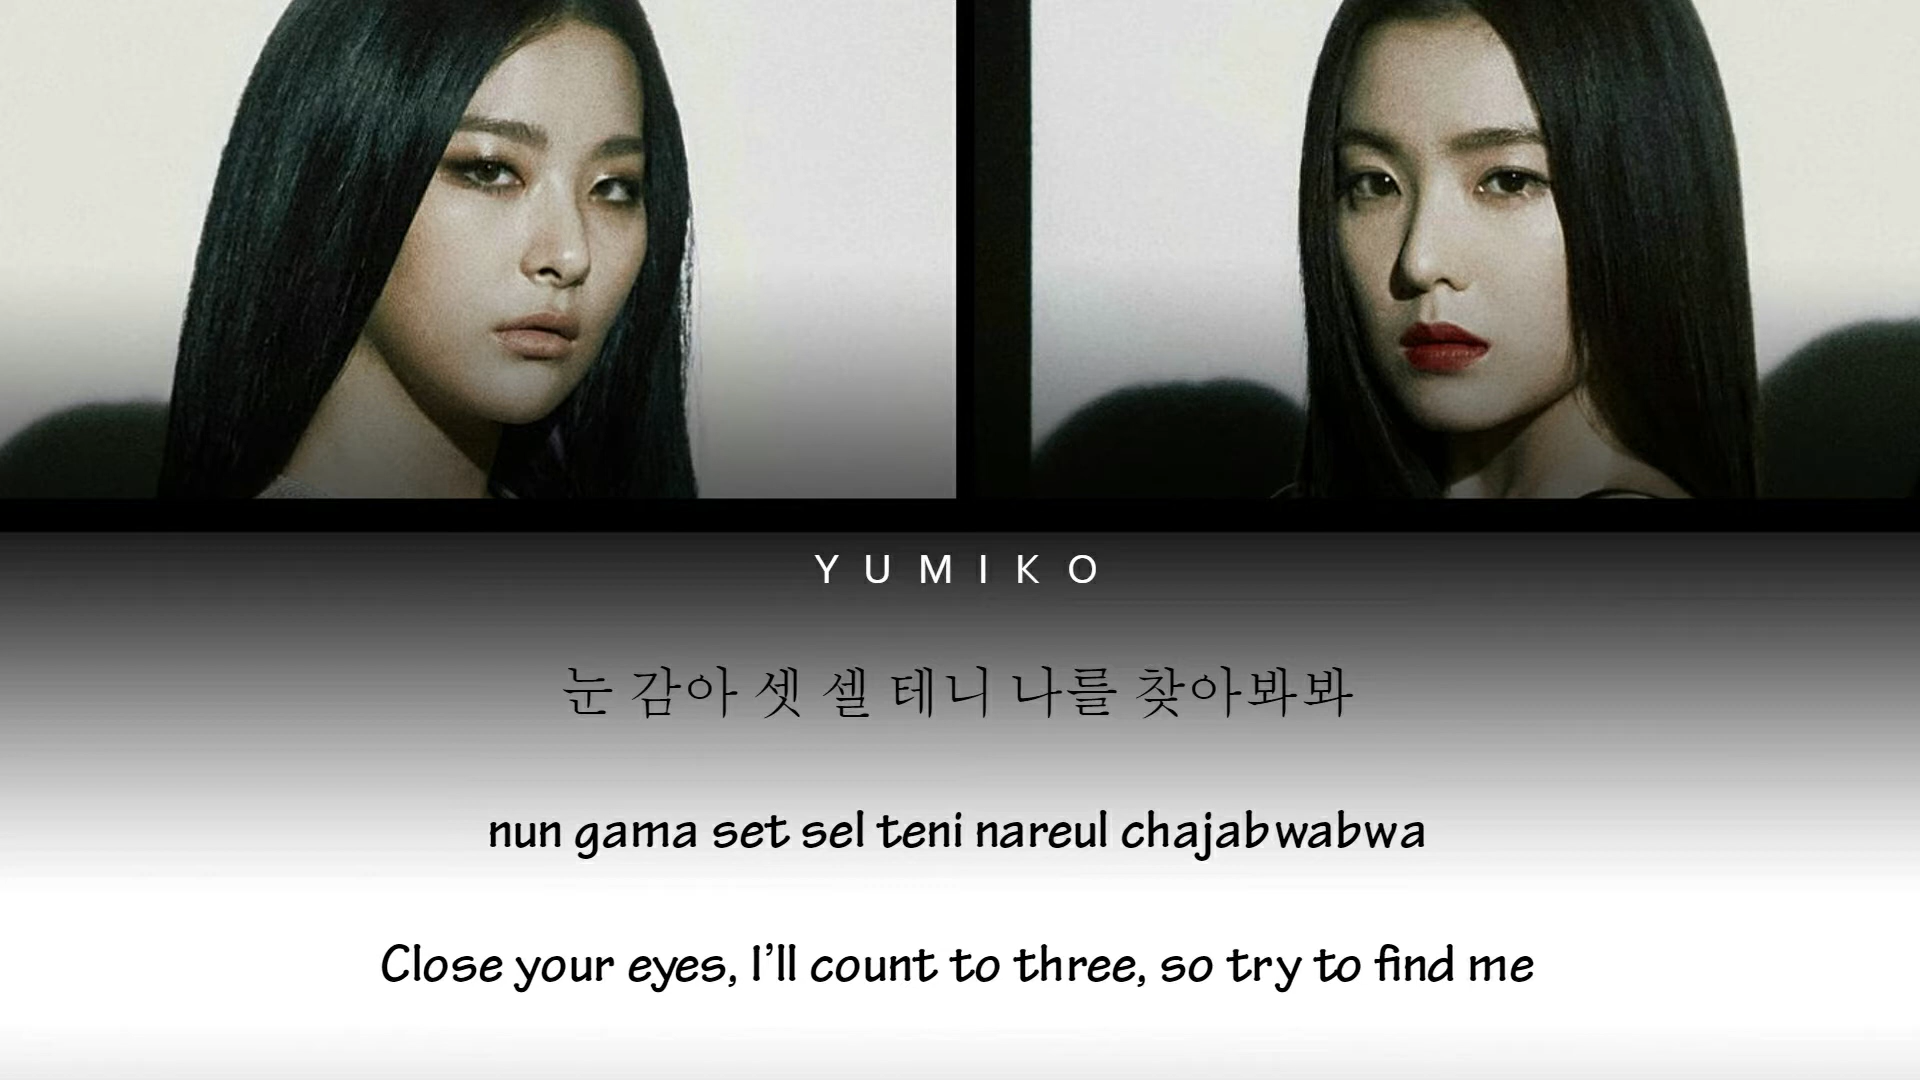 YUMIKO
눈 감아 셋 셀 테니 나를 찾아봐봐
nun gama set sel teni nareul chajabwabwa
Close your eyes, I'll count to three, so try to find me